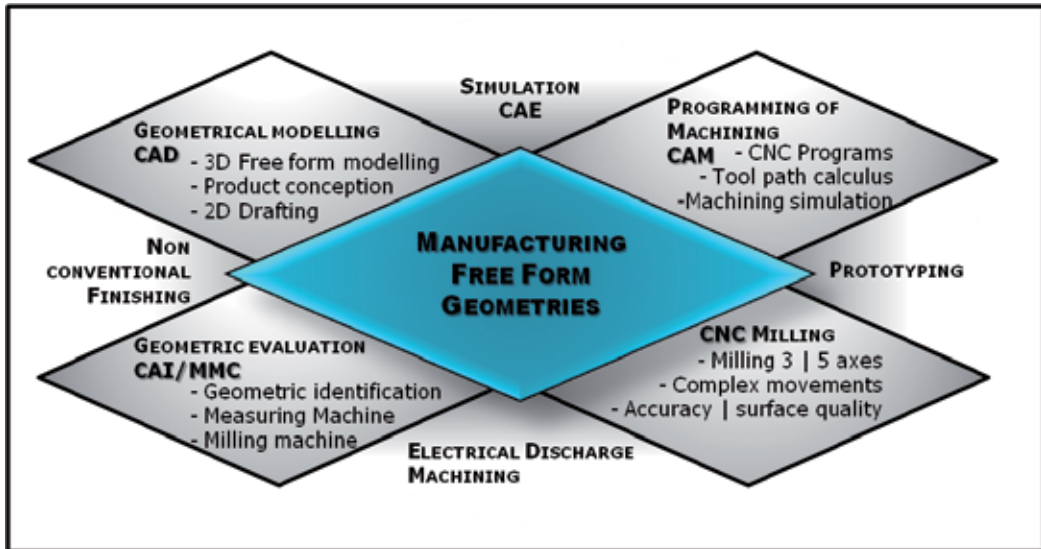 SIMULATION
CAE
GEOMETRICAL MODELLING
CAD
- 3D Free form modelling
- Product conception
- 2D Drafting
PROGRAMMING OF
MACHINING
CAM
- CNC Programs
- Tool path calculus
-Machining simulation
NON
CONVENTIONAL
FINISHING
MANUFACTURING
FREE FORM
GEOMETRIES
PROTOTYPING
GEOMETRIC EVALUATION
CAI/MMC
- Geometric identification
- Measuring Machine
- Milling machine
CNC MILLING
- Milling 3 | 5 axes
- Complex movements
- Accuracy | surface quality
ELECTRICAL DISCHARGE
MACHINING